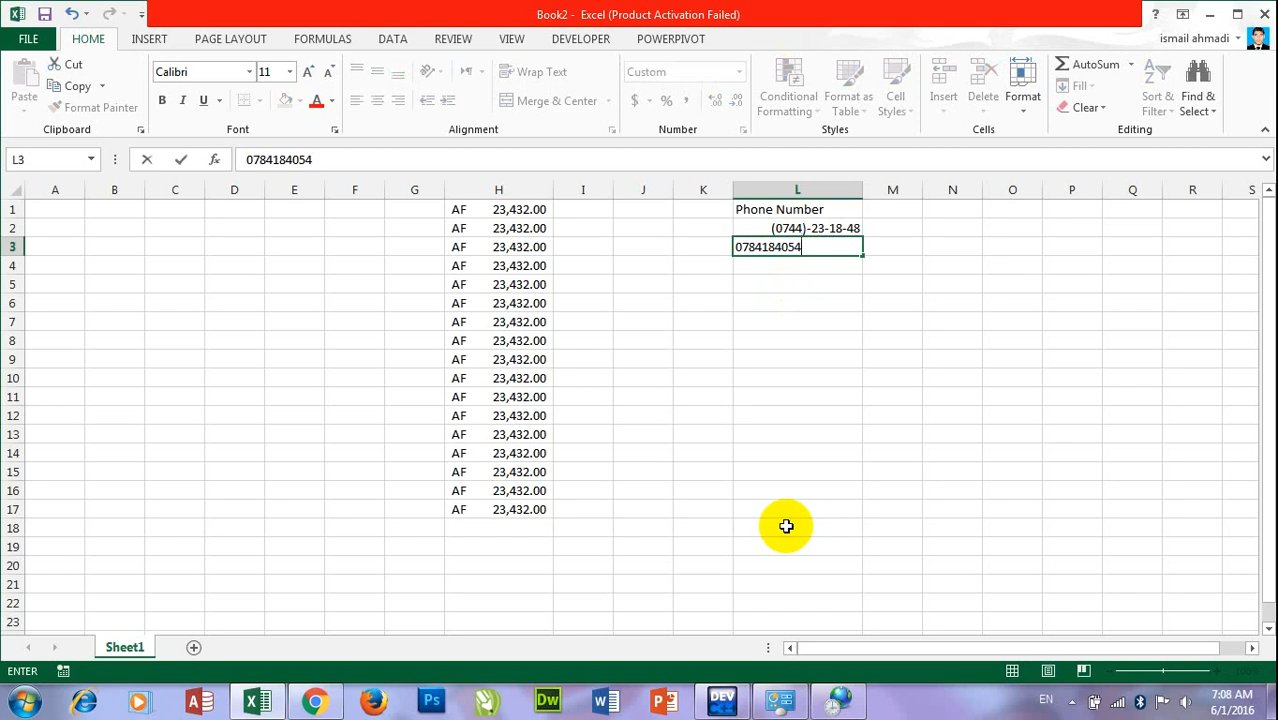 Book2 - Excel (Product Activation Failed)
FILE HOME INSERT PAGE LAYOUT FORMULAS DATA REVIEW VIEW DEVELOPER POWERPIVOT ismail ahmadi
Paste
Cut
Copy
Format Painter
Clipboard
Calibri 11
B I U
Font
Wrap Text
Merge & Center
Alignment
Custom
$ % ,
Number
Conditional Formatting
Format as Table
Cell Styles
Styles
Insert
Delete
Format
Cells
AutoSum
Fill
Clear
Sort & Filter
Find & Select
Editing
L3 fx 0784184054
A B C D E F G H I J K L M N O P Q R S
1 AF 23,432.00 Phone Number
2 AF 23,432.00 (0744)-23-18-48
3 AF 23,432.00 0784184054
4 AF 23,432.00
5 AF 23,432.00
6 AF 23,432.00
7 AF 23,432.00
8 AF 23,432.00
9 AF 23,432.00
10 AF 23,432.00
11 AF 23,432.00
12 AF 23,432.00
13 AF 23,432.00
14 AF 23,432.00
15 AF 23,432.00
16 AF 23,432.00
17 AF 23,432.00
18
19
20
21
22
23
Sheet1
ENTER 100%
Ps Dw DEV EN 7:08 AM
6/1/2016